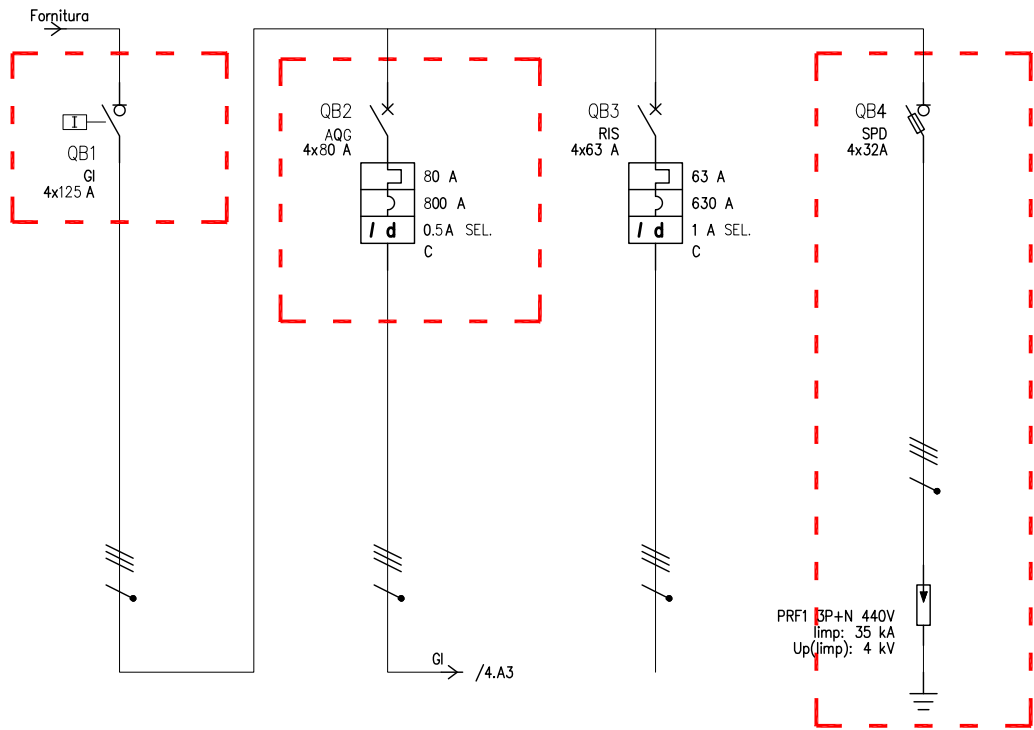 Fornitura
I
QB1
GI
4x125 A
QB2
AQG
4x80 A
80 A
800 A
I d
0.5A SEL.
C
QB3
RIS
4x63 A
63 A
630 A
I d
1 A SEL.
C
QB4
SPD
4x32A
PRF1 3P+N 440V
Iimp: 35 kA
Up(Iimp): 4 kV
GI
/4.A3